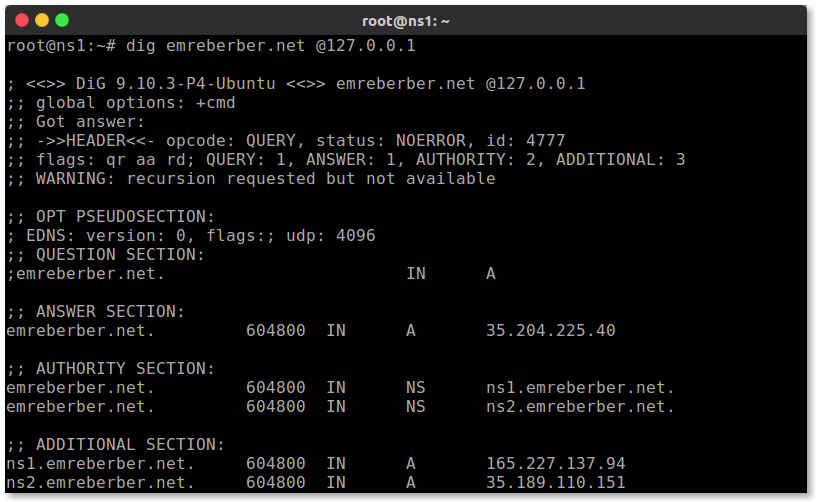 root@ns1: ~
root@ns1:~# dig emreberber.net @127.0.0.1
; <<>> DiG 9.10.3-P4-Ubuntu <<>> emreberber.net @127.0.0.1
;; global options: +cmd
;; Got answer:
;; ->>HEADER<<- opcode: QUERY, status: NOERROR, id: 4777
;; flags: qr aa rd; QUERY: 1, ANSWER: 1, AUTHORITY: 2, ADDITIONAL: 3
;; WARNING: recursion requested but not available
;; OPT PSEUDOSECTION:
; EDNS: version: 0, flags:; udp: 4096
;; QUESTION SECTION:
;emreberber.net. IN A
;; ANSWER SECTION:
emreberber.net. 604800 IN A 35.204.225.40
;; AUTHORITY SECTION:
emreberber.net. 604800 IN NS ns1.emreberber.net.
emreberber.net. 604800 IN NS ns2.emreberber.net.
;; ADDITIONAL SECTION:
ns1.emreberber.net. 604800 IN A 165.227.137.94
ns2.emreberber.net. 604800 IN A 35.189.110.151